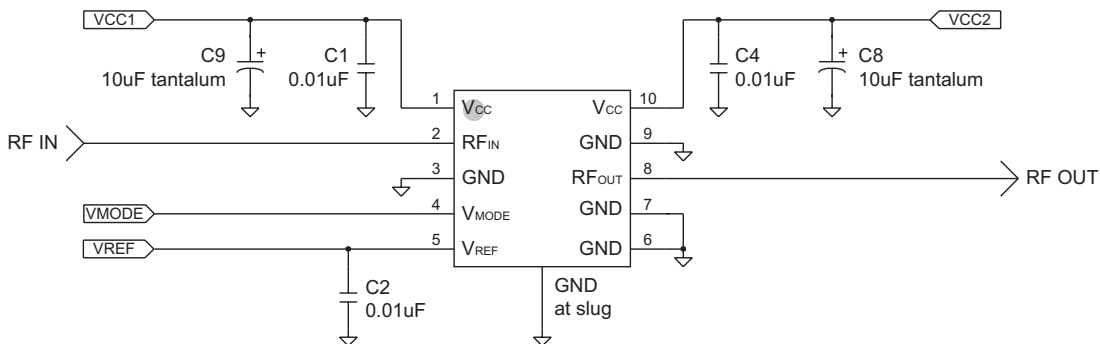 VCC1
VCC2
C9
+
10uF tantalum
C1
0.01uF
C4
0.01uF
+
C8
10uF tantalum
1
VCC
VCC
10
RF IN
2
RFIN
GND
9
3
GND
RFOUT
8
RF OUT
VMODE
4
VMODE
GND
7
VREF
5
VREF
GND
6
C2
0.01uF
GND
at slug